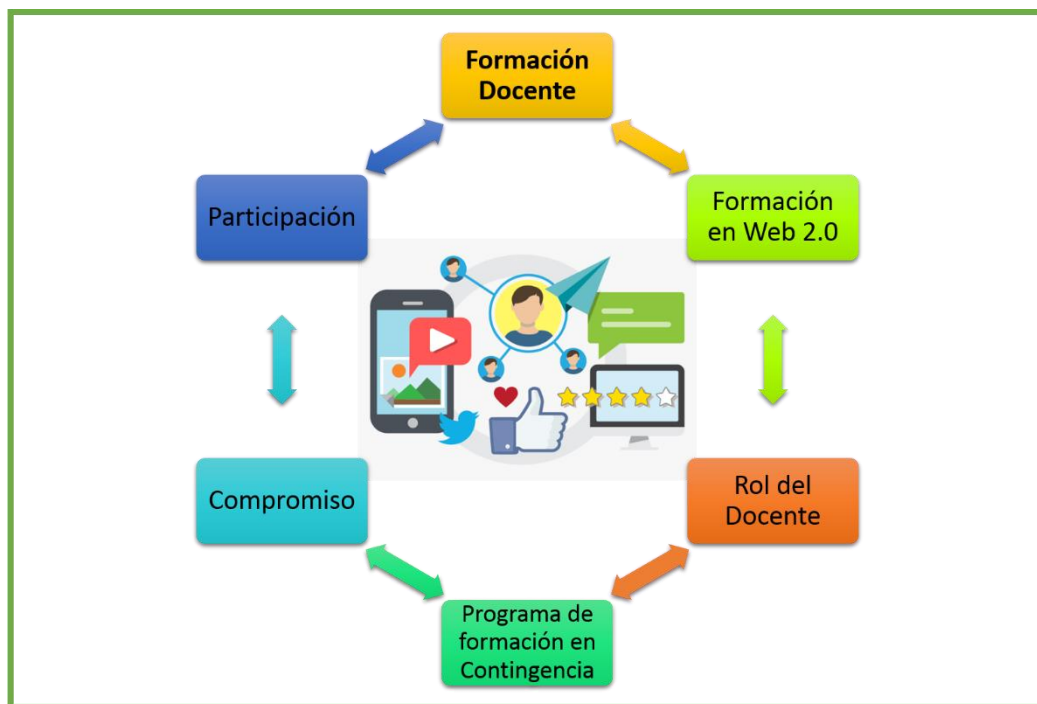 Formación
Docente
Participación
Formación
en Web 2.0
Compromiso
Rol del
Docente
Programa de
formación en
Contingencia